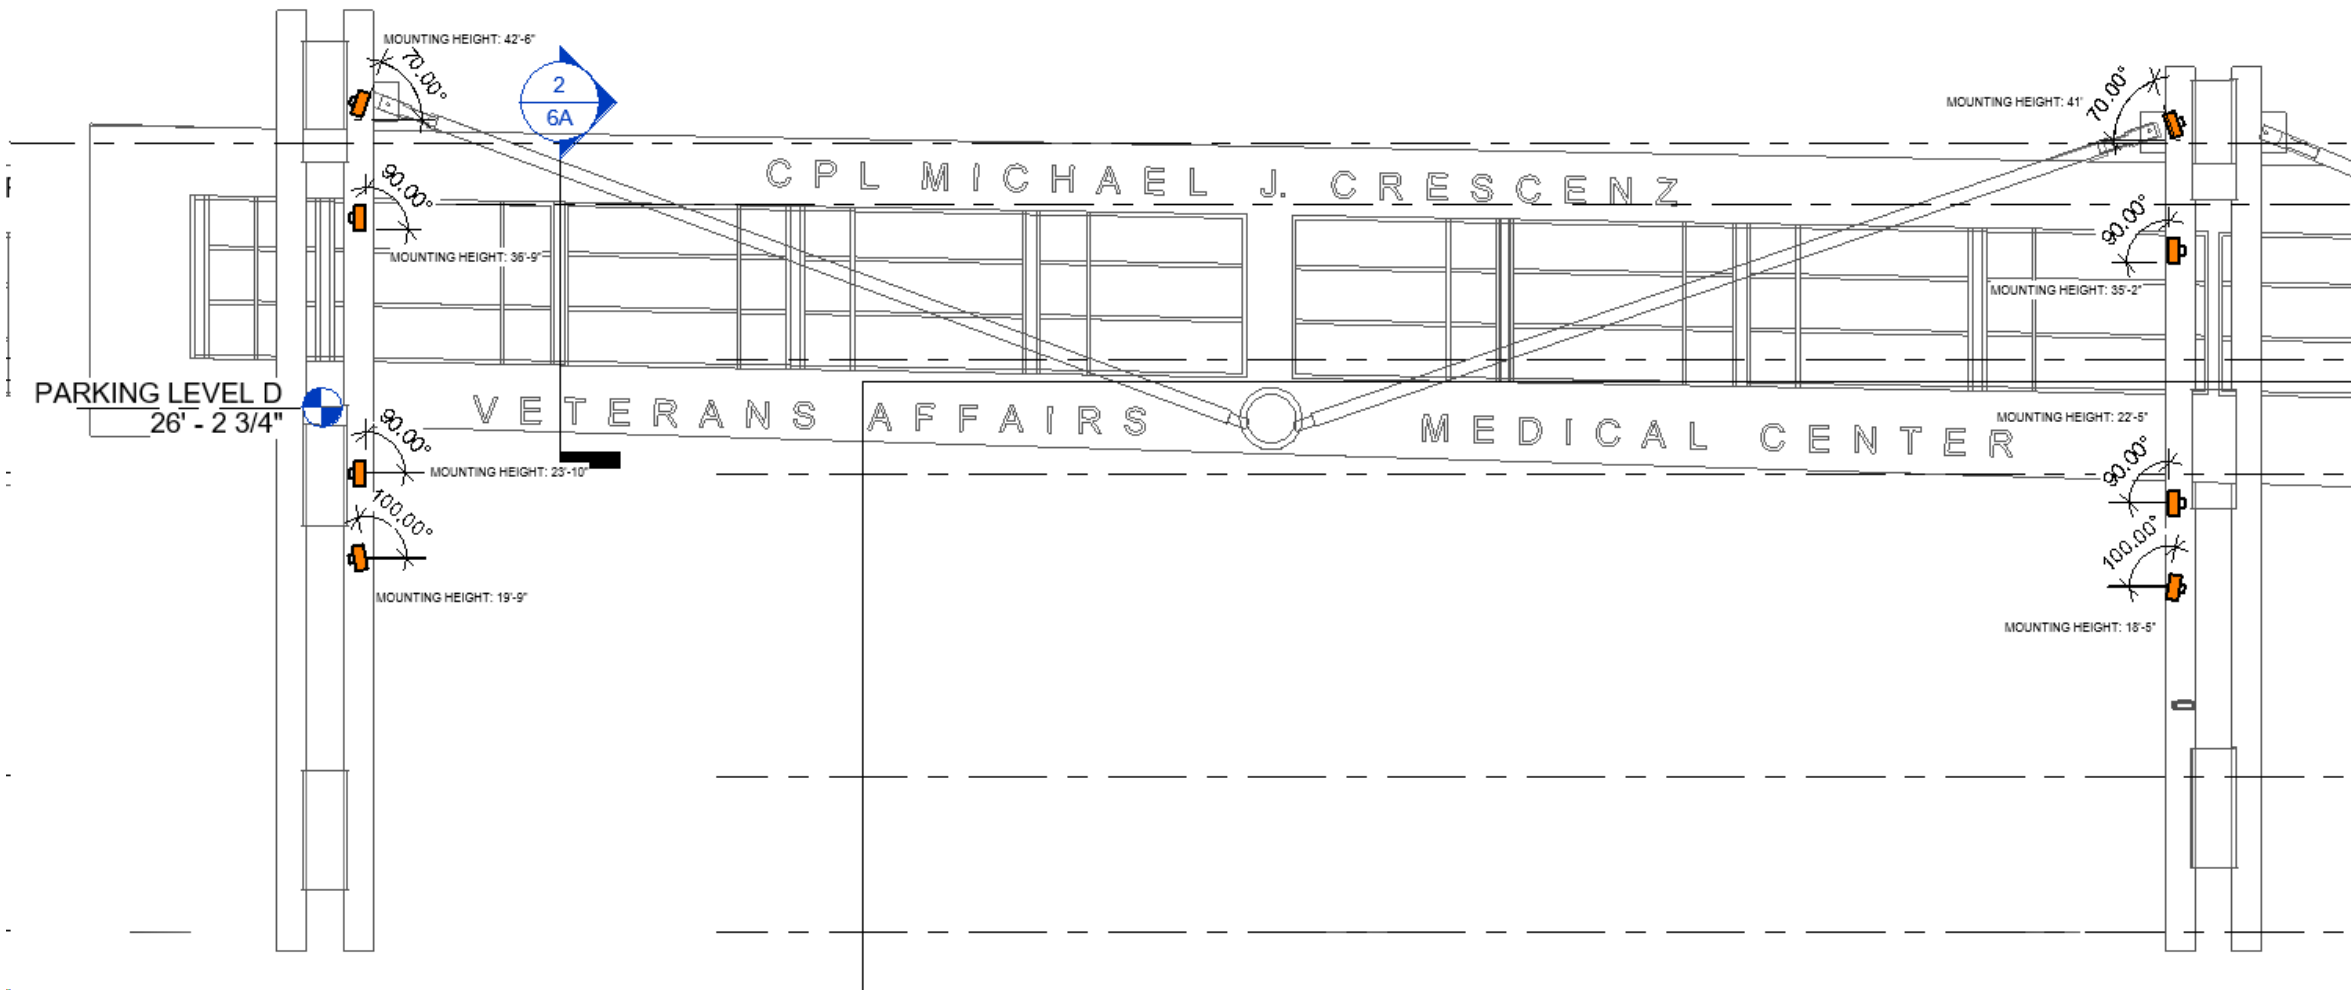 MOUNTING HEIGHT: 42'-6"
70.00°
2
6A
MOUNTING HEIGHT: 41'
70.00°
CPL MICHAEL J. CRESCENZ
90.00°
MOUNTING HEIGHT: 36'-9"
90.00°
MOUNTING HEIGHT: 35'-2"
PARKING LEVEL D
26' - 2 3/4"
VETERANS AFFAIRS MEDICAL CENTER
MOUNTING HEIGHT: 22'-5"
90.00°
MOUNTING HEIGHT: 23'-10"
90.00°
100.00°
100.00°
MOUNTING HEIGHT: 19'-9"
MOUNTING HEIGHT: 18'-5"